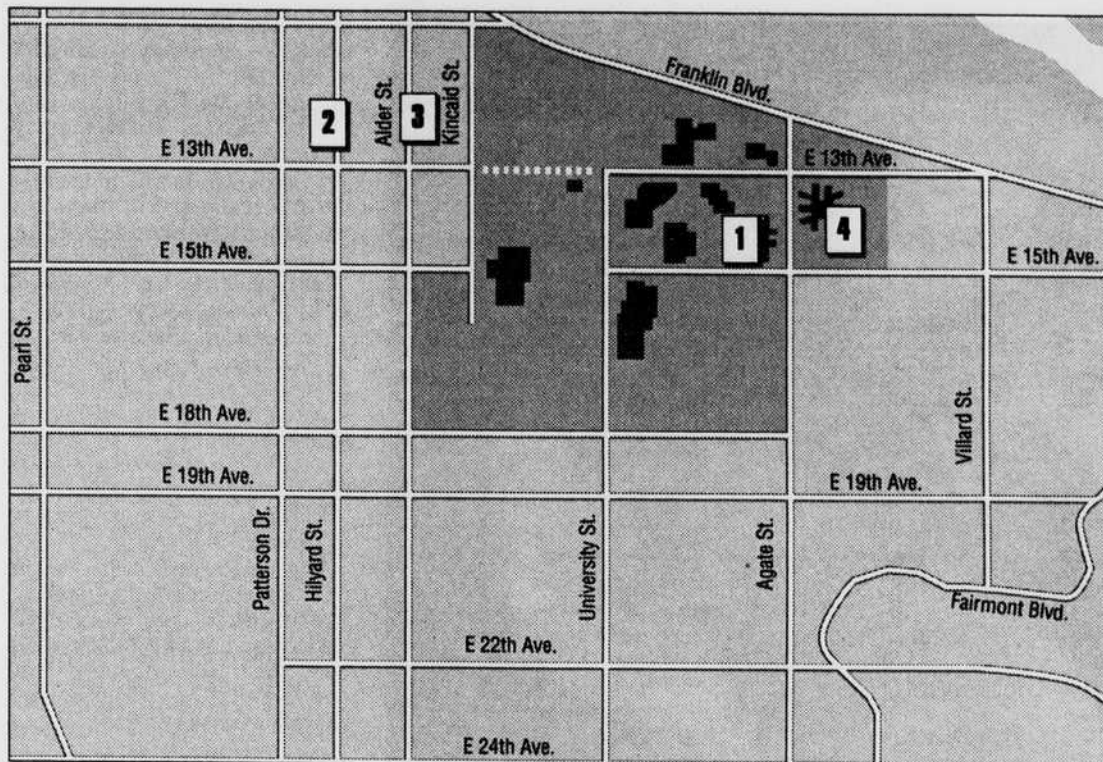 Franklin Blvd.
Alder St.
Kincaid St.
2
3
E 13th Ave.
E 13th Ave.
1
4
E 15th Ave.
E 15th Ave.
Pearl St.
E 18th Ave.
Villard St.
E 19th Ave.
E 19th Ave.
Patterson Dr.
Hilyard St.
University St.
Agate St.
Fairmont Blvd.
E 22th Ave.
E 24th Ave.